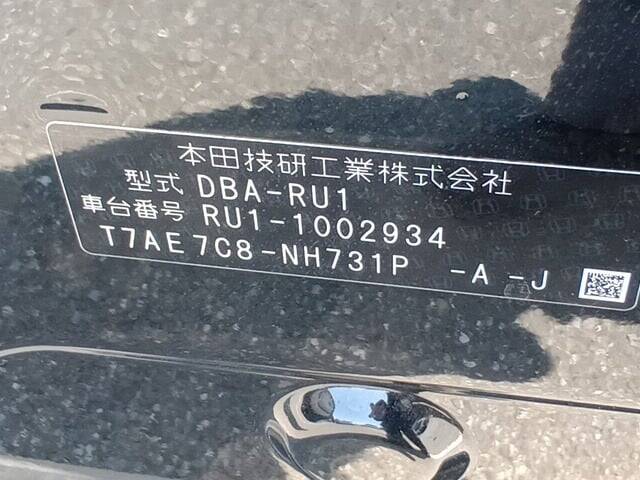 本田技研工業株式会社
型式 DBA-RU1
車台番号 RU1-1002934
T7AE7C8-NH731P -A -J